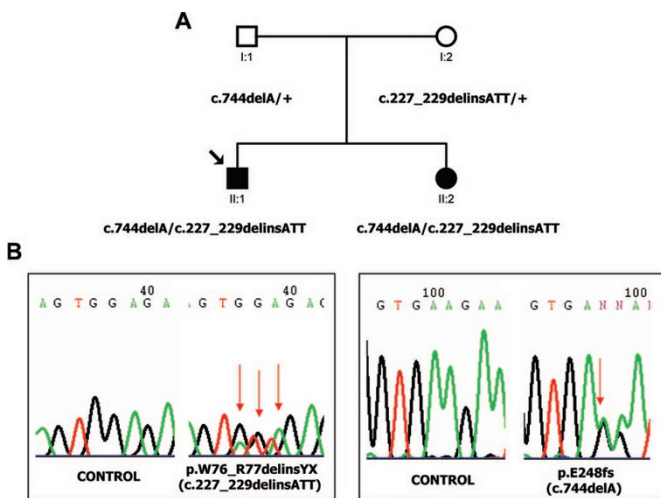 A
I:1
I:2
c.744delA/+
c.227_229delinsATT/+
II:1
II:2
c.744delA/c.227_229delinsATT
c.744delA/c.227_229delinsATT
B
40
A G T G G A G A
CONTROL
40
G T G G A G A G
p.W76_R77delinsYX
(c.227_229delinsATT)
100
G T G A A G A A
CONTROL
100
G T G A N N A
p.E248fs
(c.744delA)